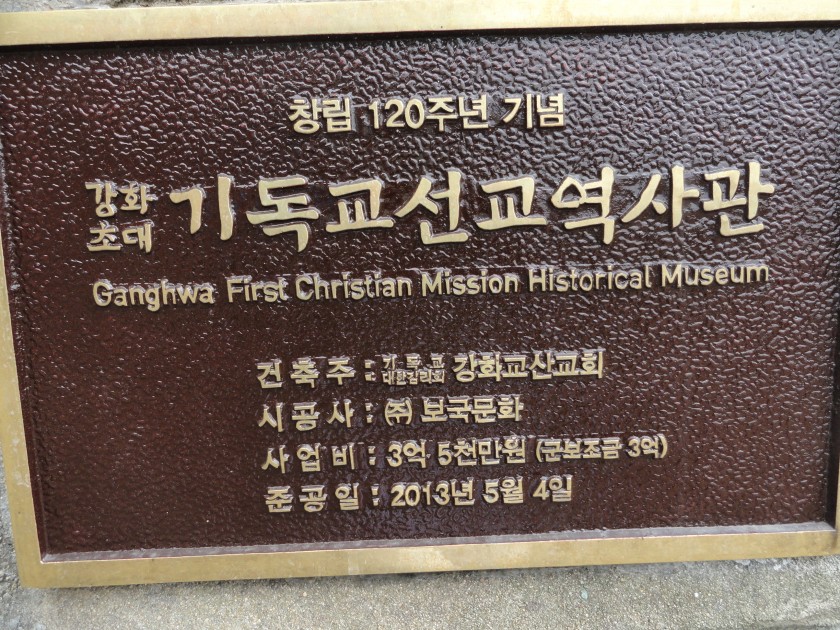 창립 120주년 기념
강화 초대 기독교선교역사관
Ganghwa First Christian Mission Historical Museum
건축주 : 기독교 대한감리회 강화교산교회
시공사 : ㈜ 보국문화
사업비 : 3억 5천만원 (군보조금 3억)
준공일 : 2013년 5월 4일